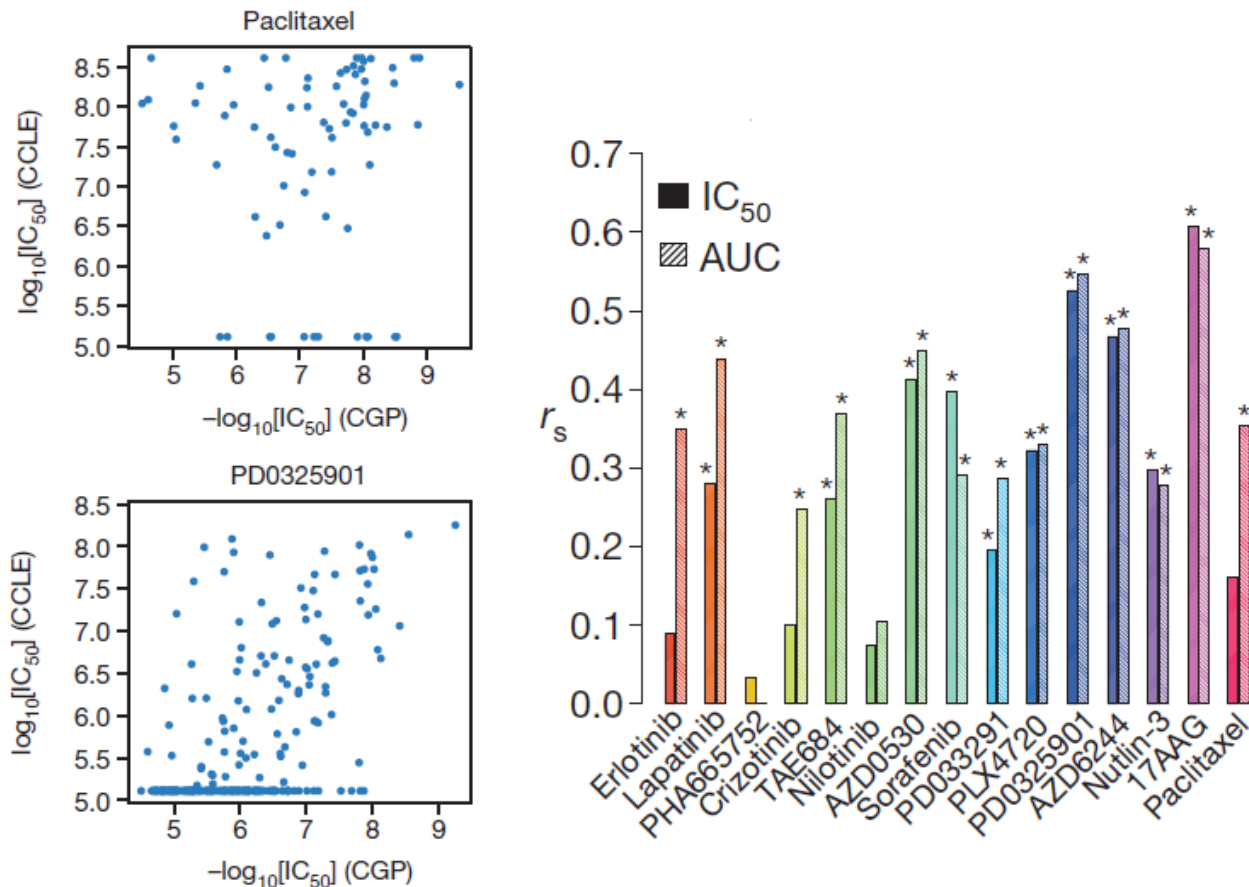 Paclitaxel
8.5
8.0
7.5
7.0
6.5
6.0
5.5
5.0
log10[IC50] (CCLE)
5 6 7 8 9
–log10[IC50] (CGP)
PD0325901
8.5
8.0
7.5
7.0
6.5
6.0
5.5
5.0
log10[IC50] (CCLE)
5 6 7 8 9
–log10[IC50] (CGP)
0.7
0.6
0.5
0.4
0.3
0.2
0.1
0.0
rs
IC50
AUC
* * * * * * * * * * * * * * * * * * * * *
Erlotinib
Lapatinib
PHA665752
Crizotinib
TAE684
Nilotinib
AZD0530
Sorafenib
PD033291
PLX4720
PD0325901
AZD6244
Nutlin-3
17AAG
Paclitaxel